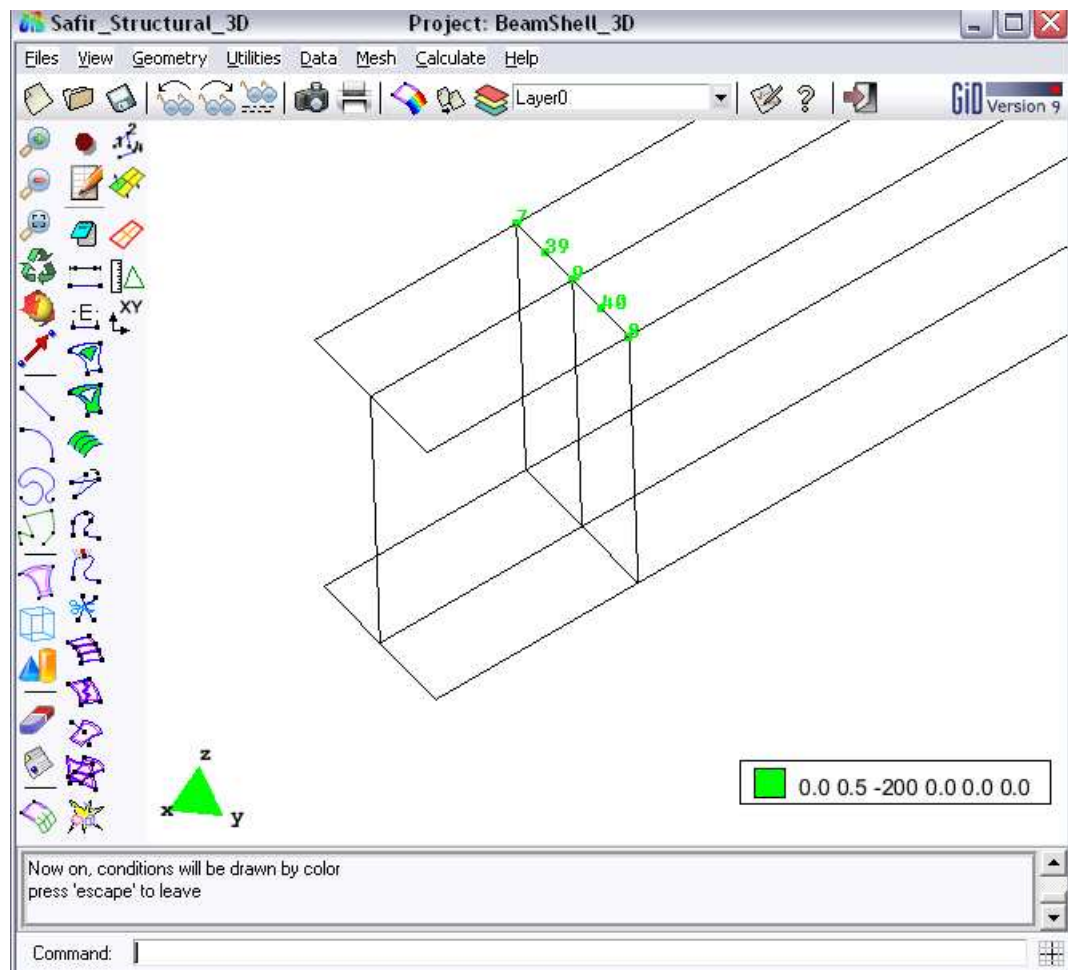 Safir_Structural_3D Project: BeamShell_3D
Files View Geometry Utilities Data Mesh Calculate Help
Layer0 GiD Version 9
7
39
9
40
8
z
x
y
0.0 0.5 -200 0.0 0.0 0.0
Now on, conditions will be drawn by color
press 'escape' to leave
Command: